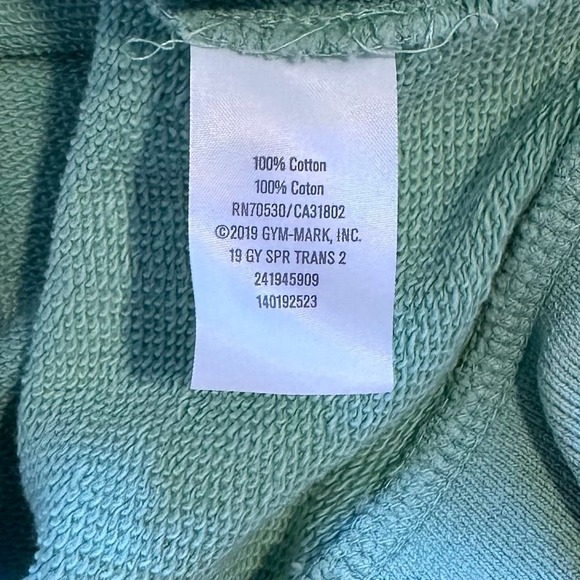 100% Cotton
100% Coton
RN70530/CA31802
©2019 GYM-MARK, INC.
19 GY SPR TRANS 2
241945909
140192523